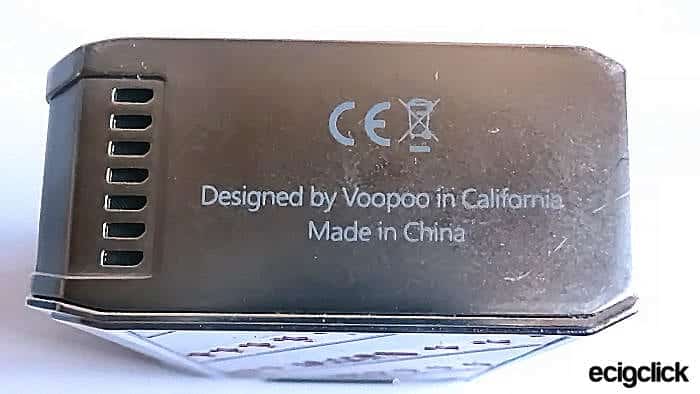 CE
Designed by Voopoo in California
Made in China
ecigclick